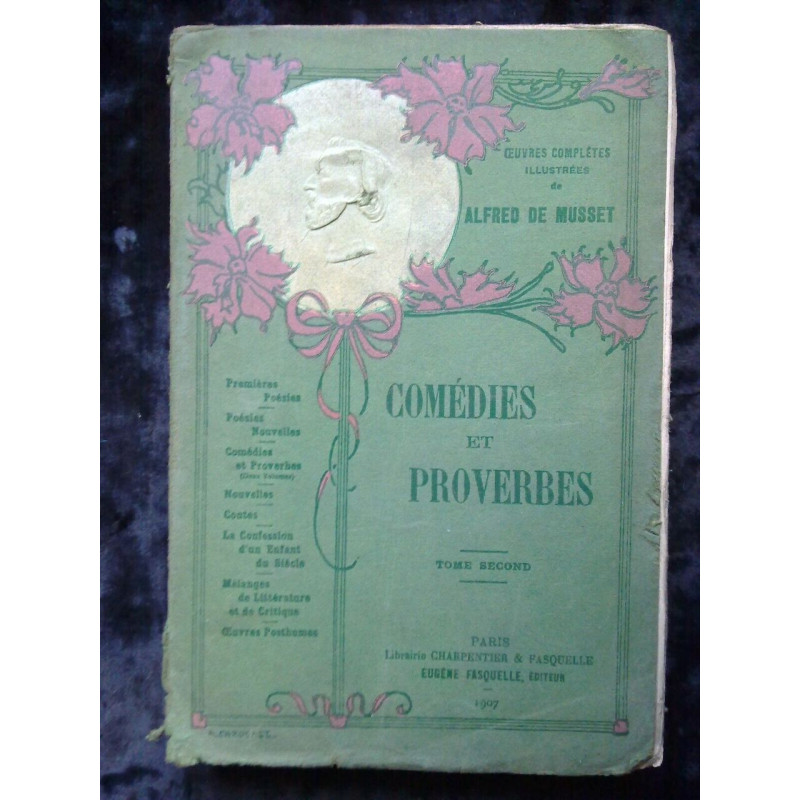 ŒUVRES COMPLÈTES
ILLUSTRÉES
de
ALFRED DE MUSSET
COMÉDIES
ET
PROVERBES
TOME SECOND
Premières
Poésies
Poésies
Nouvelles
Comédies
et Proverbes
(Deux Volumes)
Nouvelles
Contes
La Confession
d'un Enfant
du Siècle
Mélanges
de Littérature
et de Critique
Œuvres Posthumes
PARIS
Librairie CHARPENTIER & FASQUELLE
EUGÈNE FASQUELLE, ÉDITEUR
1907